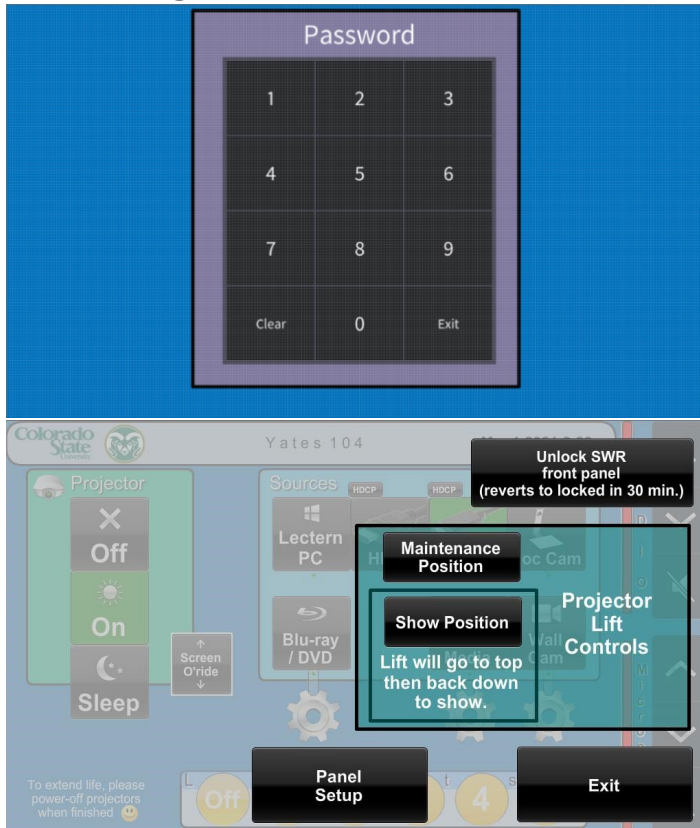 Password
1 2 3
4 5 6
7 8 9
Clear 0 Exit
Colorado
State
University
Yates 104
Unlock SWR
front panel
(reverts to locked in 30 min.)
Projector
Off
On
Sleep
Screen
O'ride
Sources
HDCP HDCP
Lectern
PC
Blu-ray
/ DVD
Maintenance
Position
Show Position
Lift will go to top
then back down
to show.
Projector
Lift
Controls
To extend life, please
power-off projectors
when finished
L
Off
t
4
s
Panel
Setup
Exit